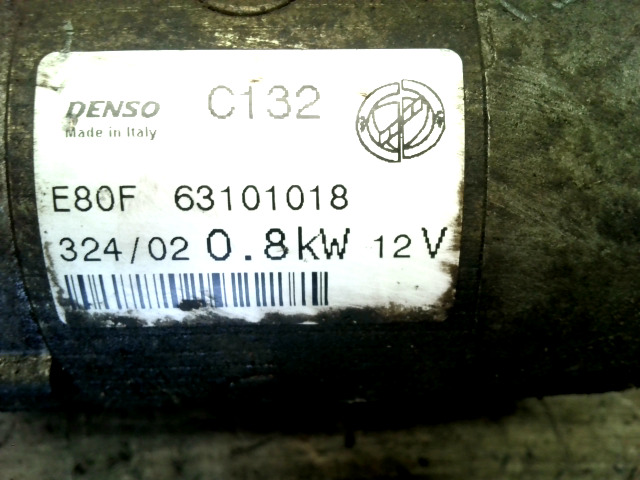 DENSO C132
Made in Italy
E80F 63101018
324/02 0.8kW 12V